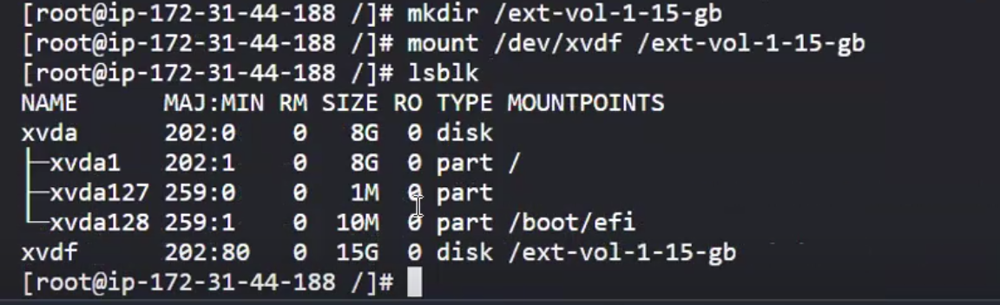 [root@ip-172-31-44-188 /]# mkdir /ext-vol-1-15-gb
[root@ip-172-31-44-188 /]# mount /dev/xvdf /ext-vol-1-15-gb
[root@ip-172-31-44-188 /]# lsblk
NAME      MAJ:MIN RM SIZE RO TYPE MOUNTPOINTS
xvda      202:0    0   8G  0 disk
├─xvda1   202:1    0   8G  0 part /
├─xvda127 259:0    0   1M  0 part
└─xvda128 259:1    0  10M  0 part /boot/efi
xvdf      202:80   0  15G  0 disk /ext-vol-1-15-gb
[root@ip-172-31-44-188 /]#